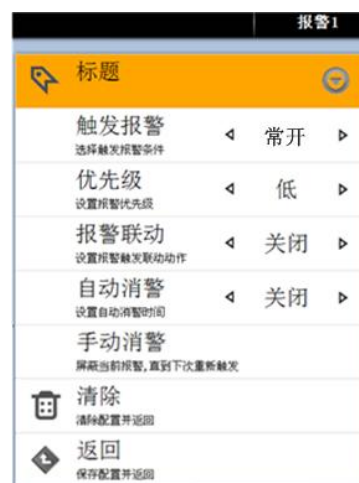 报警1
标题
触发报警
选择触发报警条件
常开
优先级
设置报警优先级
低
报警联动
设置报警触发联动动作
关闭
自动消警
设置自动消警时间
关闭
手动消警
屏蔽当前报警,直到下次重新触发
清除
清除配置并返回
返回
保存配置并返回